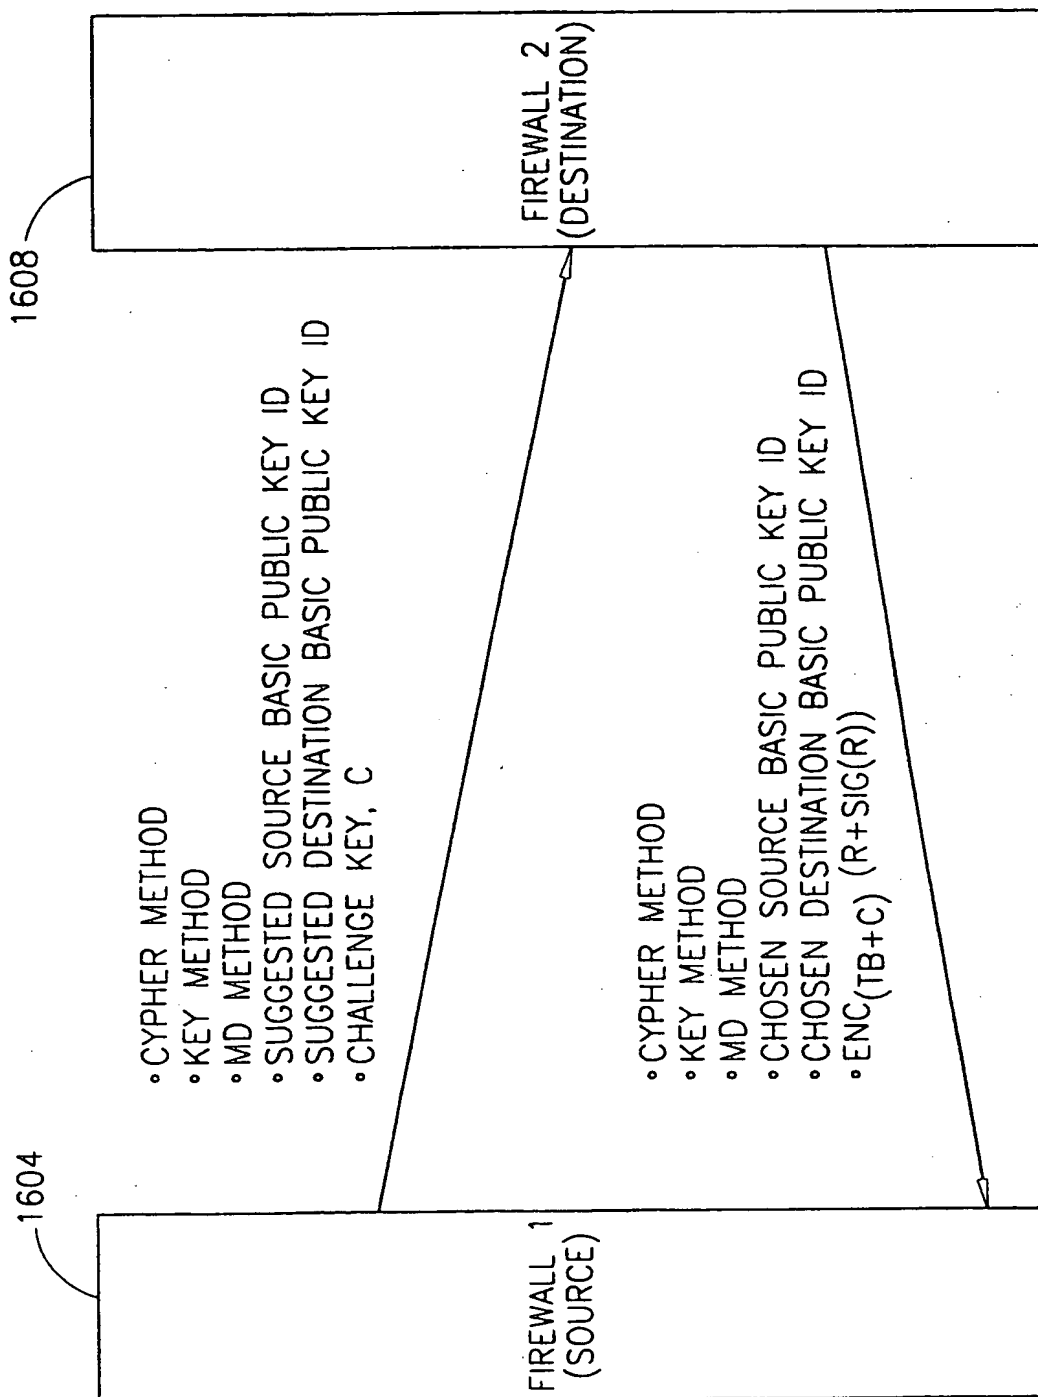 1604
1608
FIREWALL 1
(SOURCE)
• CYPHER METHOD
• KEY METHOD
• MD METHOD
• SUGGESTED SOURCE BASIC PUBLIC KEY ID
• SUGGESTED DESTINATION BASIC PUBLIC KEY ID
• CHALLENGE KEY, C
FIREWALL 2
(DESTINATION)
• CYPHER METHOD
• KEY METHOD
• MD METHOD
• CHOSEN SOURCE BASIC PUBLIC KEY ID
• CHOSEN DESTINATION BASIC PUBLIC KEY ID
• ENC(TB+C) (R+SIG(R))